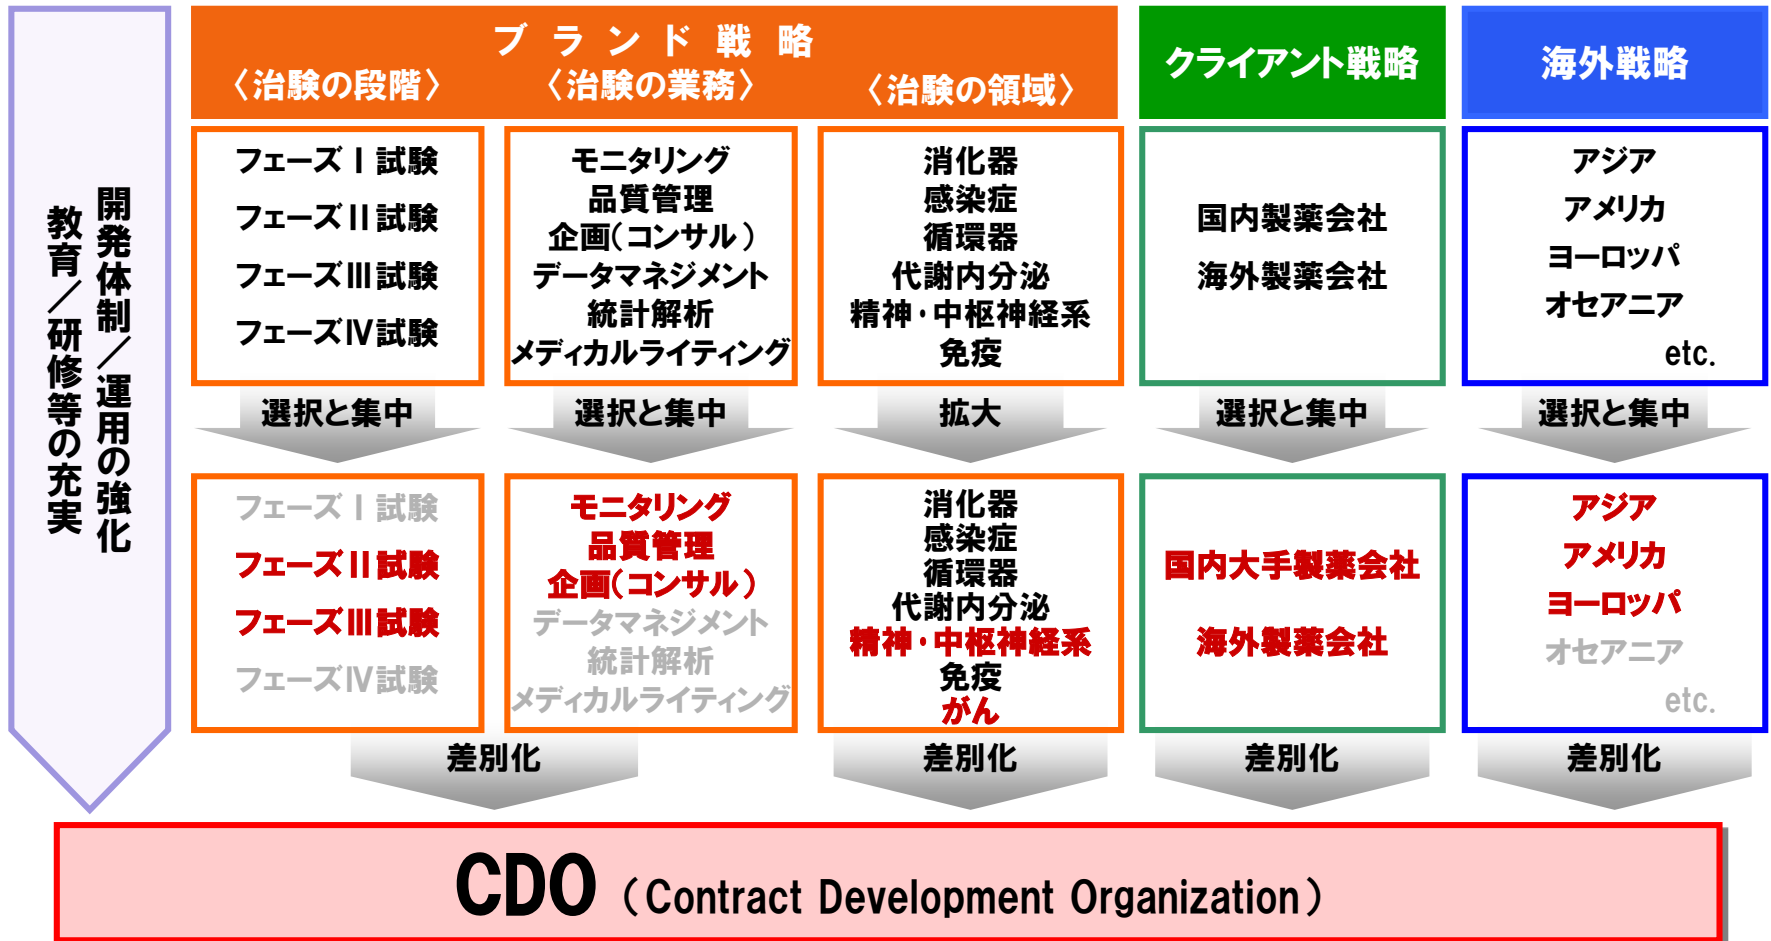 開発体制／運用の強化
教育／研修等の充実
ブランド戦略
〈治験の段階〉
〈治験の業務〉
〈治験の領域〉
クライアント戦略
海外戦略
フェーズⅠ試験
フェーズⅡ試験
フェーズⅢ試験
フェーズⅣ試験
モニタリング
品質管理
企画(コンサル)
データマネジメント
統計解析
メディカルライティング
消化器
感染症
循環器
代謝内分泌
精神・中枢神経系
免疫
国内製薬会社
海外製薬会社
アジア
アメリカ
ヨーロッパ
オセアニア
etc.
選択と集中
選択と集中
拡大
選択と集中
選択と集中
フェーズⅠ試験
フェーズⅡ試験
フェーズⅢ試験
フェーズⅣ試験
モニタリング
品質管理
企画(コンサル)
データマネジメント
統計解析
メディカルライティング
消化器
感染症
循環器
代謝内分泌
精神・中枢神経系
免疫
がん
国内大手製薬会社
海外製薬会社
アジア
アメリカ
ヨーロッパ
オセアニア
etc.
差別化
差別化
差別化
差別化
CDO（Contract Development Organization）